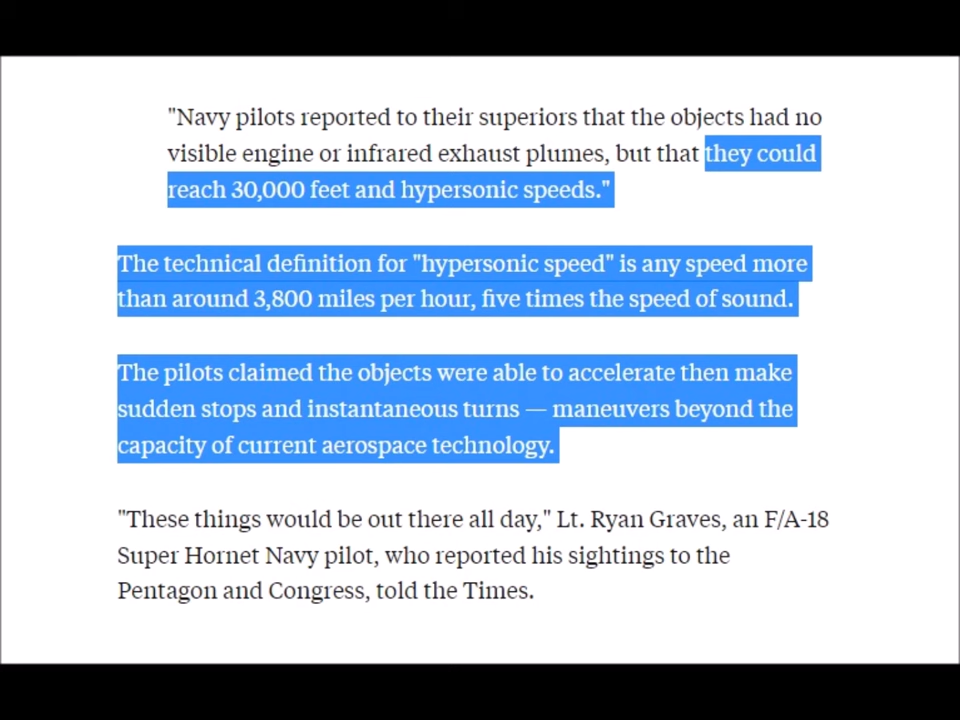 "Navy pilots reported to their superiors that the objects had no
visible engine or infrared exhaust plumes, but that they could
reach 30,000 feet and hypersonic speeds."
The technical definition for "hypersonic speed" is any speed more
than around 3,800 miles per hour, five times the speed of sound.
The pilots claimed the objects were able to accelerate then make
sudden stops and instantaneous turns — maneuvers beyond the
capacity of current aerospace technology.
"These things would be out there all day," Lt. Ryan Graves, an F/A-18
Super Hornet Navy pilot, who reported his sightings to the
Pentagon and Congress, told the Times.